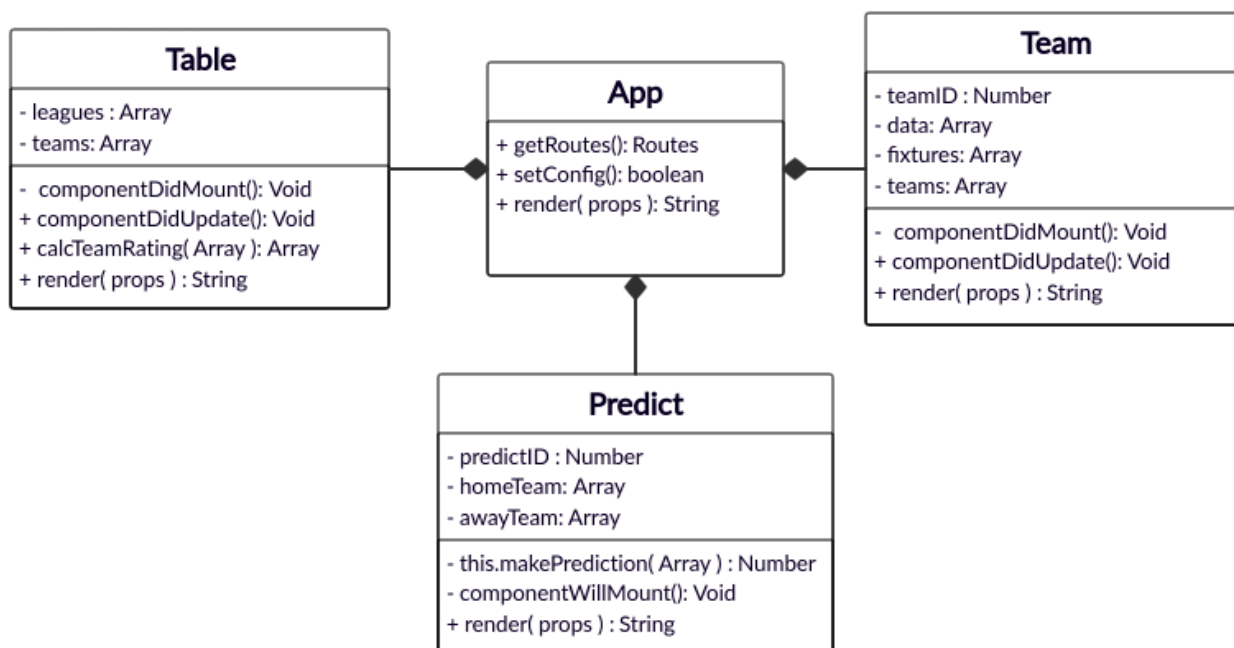 Table
- leagues : Array
- teams: Array
- componentDidMount(): Void
+ componentDidUpdate(): Void
+ calcTeamRating( Array ): Array
+ render( props ) : String
App
+ getRoutes(): Routes
+ setConfig(): boolean
+ render( props ): String
Team
- teamID : Number
- data: Array
- fixtures: Array
- teams: Array
- componentDidMount(): Void
+ componentDidUpdate(): Void
+ render( props ) : String
Predict
- predictID : Number
- homeTeam: Array
- awayTeam: Array
- this.makePrediction( Array ) : Number
- componentWillMount(): Void
+ render( props ) : String